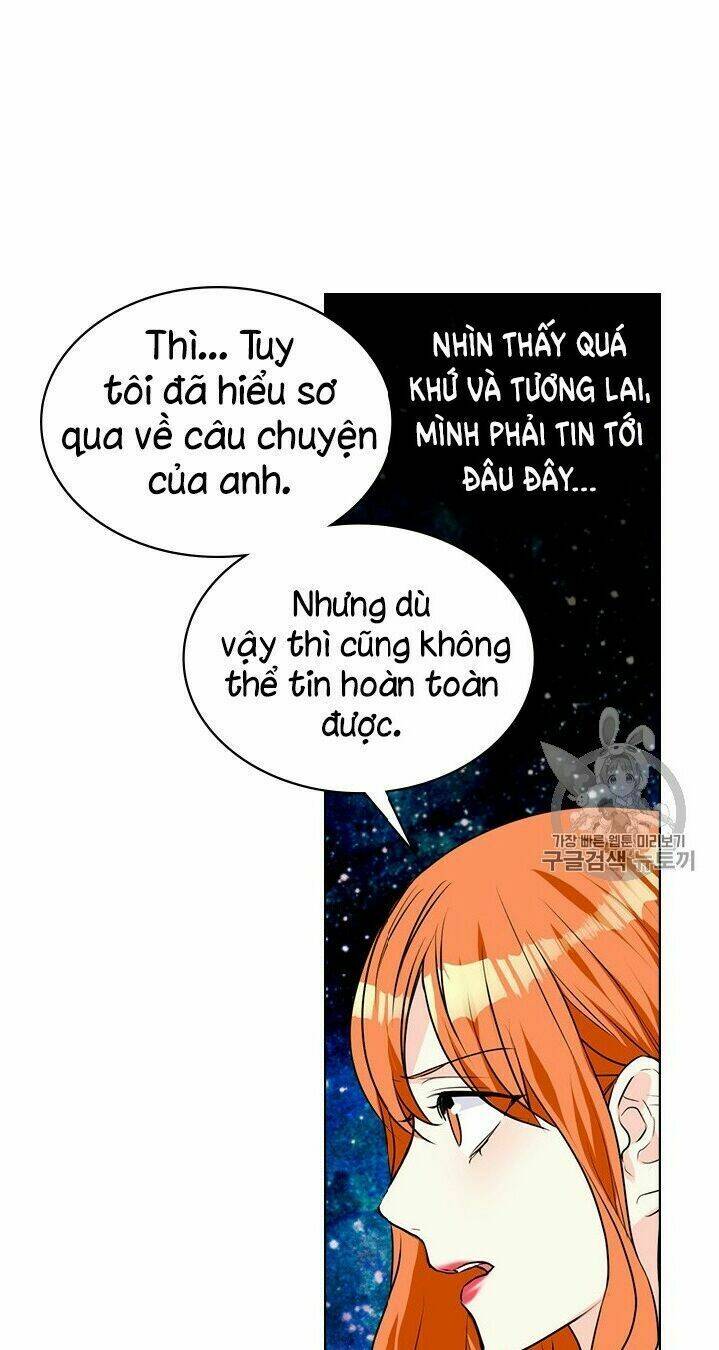 Thì... Tuy
tôi đã hiểu sơ
qua về câu chuyện
của anh.
NHÌN THẤY QUÁ
KHỨ VÀ TƯƠNG LAI,
MÌNH PHẢI TIN TỚI
ĐÂU ĐÂY...
Nhưng dù
vậy thì cũng không
thể tin hoàn toàn
được.
가장 빠른 웹툰 미리보기
구글검색 뉴토끼